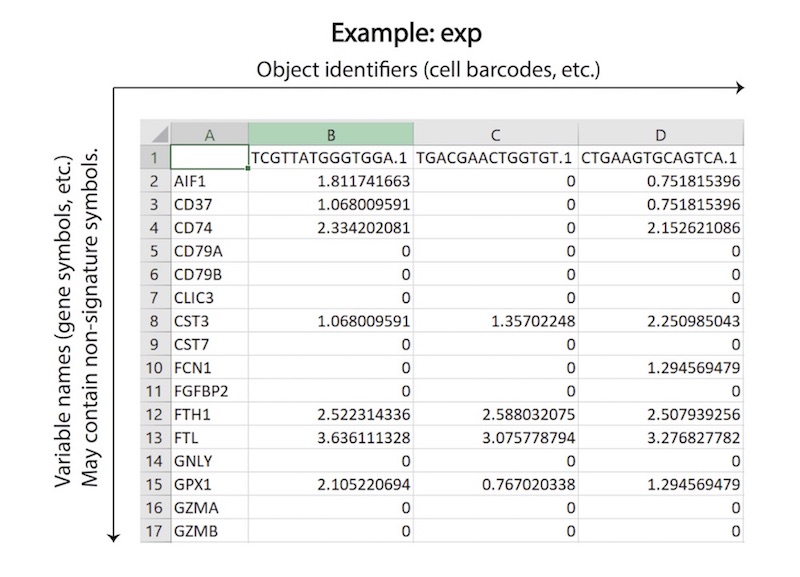 Example: exp
Object identifiers (cell barcodes, etc.)
Variable names (gene symbols, etc.)
May contain non-signature symbols.
A B C D
1 TCGTTATGGGTGGA.1 TGACGAACTGGTGT.1 CTGAAGTGCAGTCA.1
2 AIF1 1.811741663 0 0.751815396
3 CD37 1.068009591 0 0.751815396
4 CD74 2.334202081 0 2.152621086
5 CD79A 0 0 0
6 CD79B 0 0 0
7 CLIC3 0 0 0
8 CST3 1.068009591 1.35702248 2.250985043
9 CST7 0 0 0
10 FCN1 0 0 1.294569479
11 FGFBP2 0 0 0
12 FTH1 2.522314336 2.588032075 2.507939256
13 FTL 3.636111328 3.075778794 3.276827782
14 GNLY 0 0 0
15 GPX1 2.105220694 0.767020338 1.294569479
16 GZMA 0 0 0
17 GZMB 0 0 0